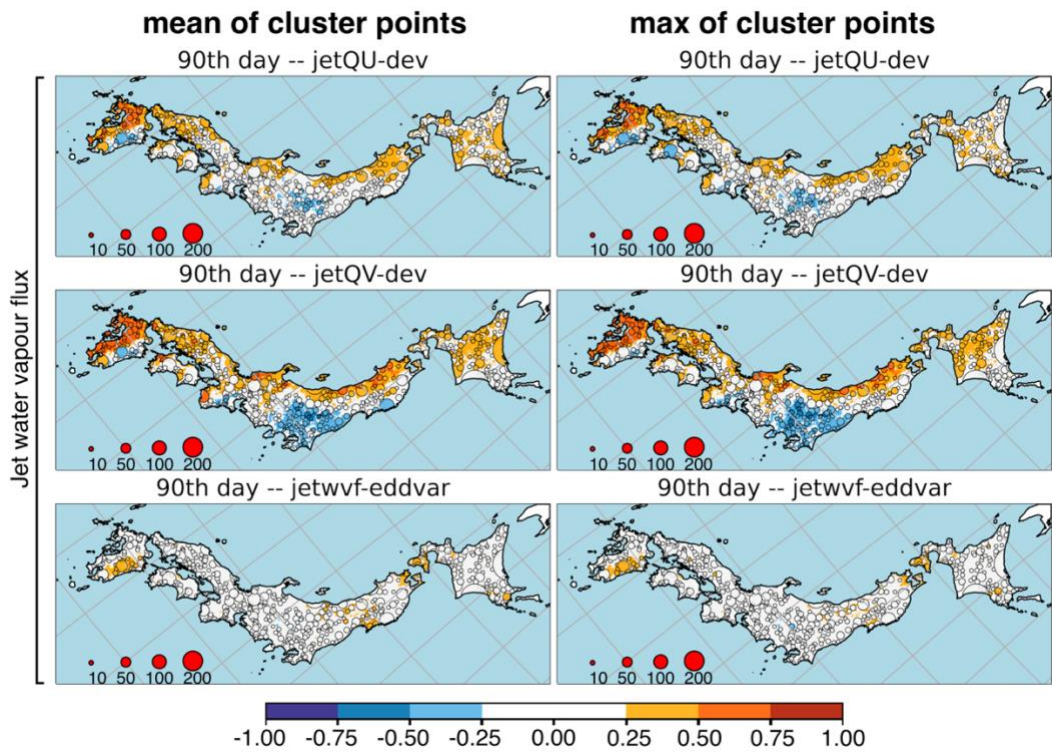 mean of cluster points
max of cluster points
90th day -- jetQU-dev
90th day -- jetQU-dev
10 50 100 200
10 50 100 200
90th day -- jetQV-dev
90th day -- jetQV-dev
10 50 100 200
10 50 100 200
90th day -- jetwvf-eddvar
90th day -- jetwvf-eddvar
10 50 100 200
10 50 100 200
Jet water vapour flux
-1.00 -0.75 -0.50 -0.25 0.00 0.25 0.50 0.75 1.00